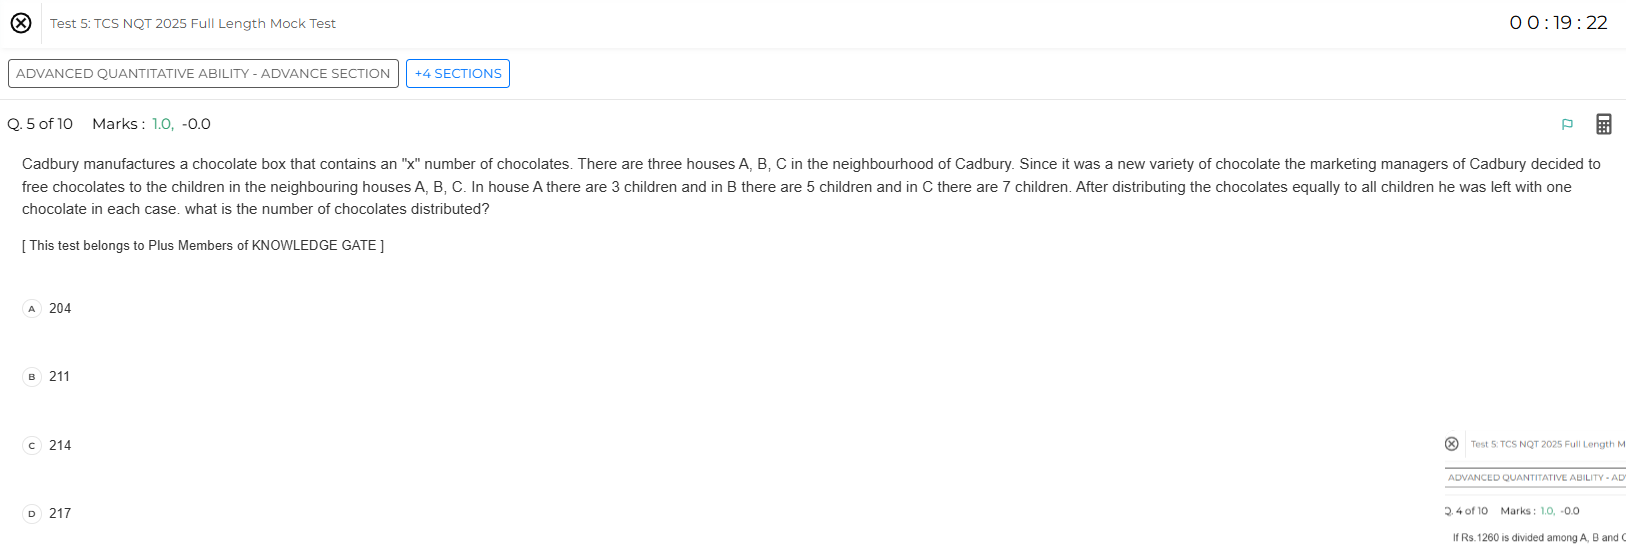 Test 5: TCS NQT 2025 Full Length Mock Test
0 0 : 19 : 22
ADVANCED QUANTITATIVE ABILITY - ADVANCE SECTION
+4 SECTIONS
Q. 5 of 10 Marks : 1.0, -0.0
Cadbury manufactures a chocolate box that contains an "x" number of chocolates. There are three houses A, B, C in the neighbourhood of Cadbury. Since it was a new variety of chocolate the marketing managers of Cadbury decided to
free chocolates to the children in the neighbouring houses A, B, C. In house A there are 3 children and in B there are 5 children and in C there are 7 children. After distributing the chocolates equally to all children he was left with one
chocolate in each case. what is the number of chocolates distributed?
[ This test belongs to Plus Members of KNOWLEDGE GATE ]
A 204
B 211
C 214
D 217
Test 5: TCS NQT 2025 Full Length M
ADVANCED QUANTITATIVE ABILITY - AD
Q. 4 of 10 Marks : 1.0, -0.0
If Rs.1260 is divided among A, B and